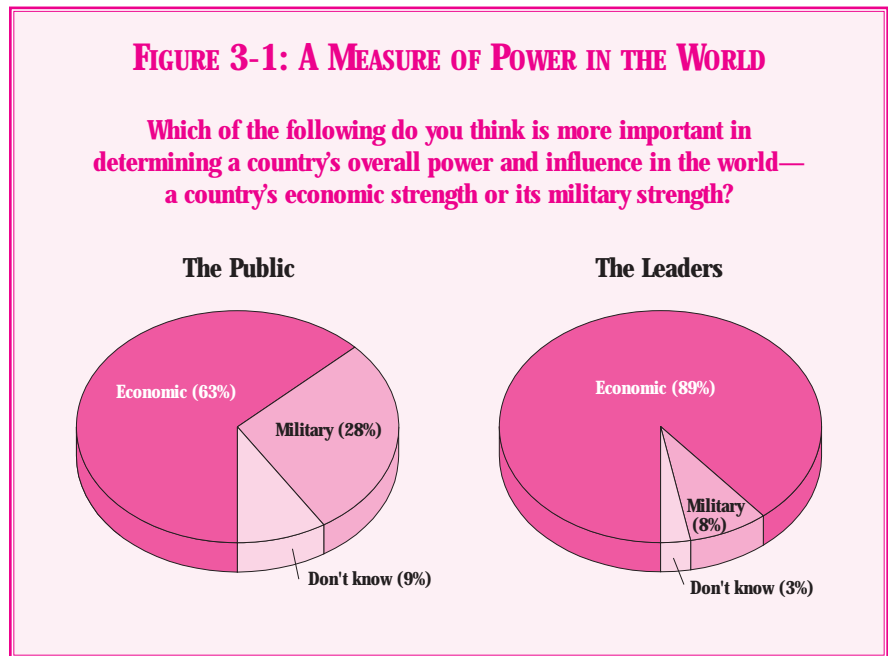 FIGURE 3-1: A MEASURE OF POWER IN THE WORLD
Which of the following do you think is more important in
determining a country's overall power and influence in the world—
a country's economic strength or its military strength?
The Public
Economic (63%)
Military (28%)
Don't know (9%)
The Leaders
Economic (89%)
Military
(8%)
Don't know (3%)